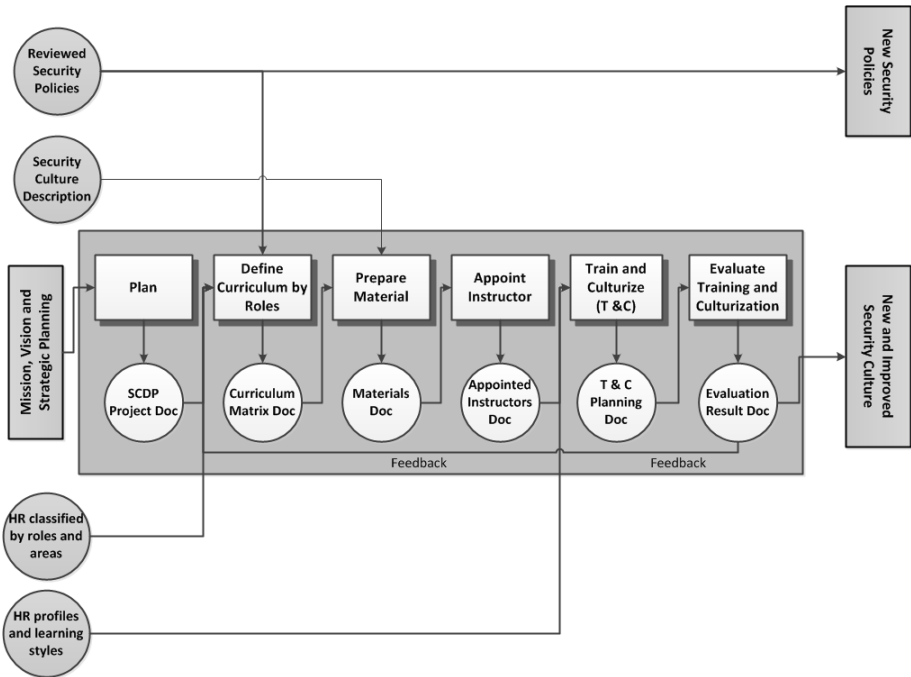 Reviewed
Security
Policies
New Security
Policies
Security
Culture
Description
Mission, Vision and
Strategic Planning
Plan
Define
Curriculum by
Roles
Prepare
Material
Appoint
Instructor
Train and
Culturize
(T &C)
Evaluate
Training and
Culturization
New and Improved
Security Culture
SCDP
Project Doc
Curriculum
Matrix Doc
Materials
Doc
Appointed
Instructors
Doc
T & C
Planning
Doc
Evaluation
Result Doc
Feedback
Feedback
HR classified
by roles and
areas
HR profiles
and learning
styles